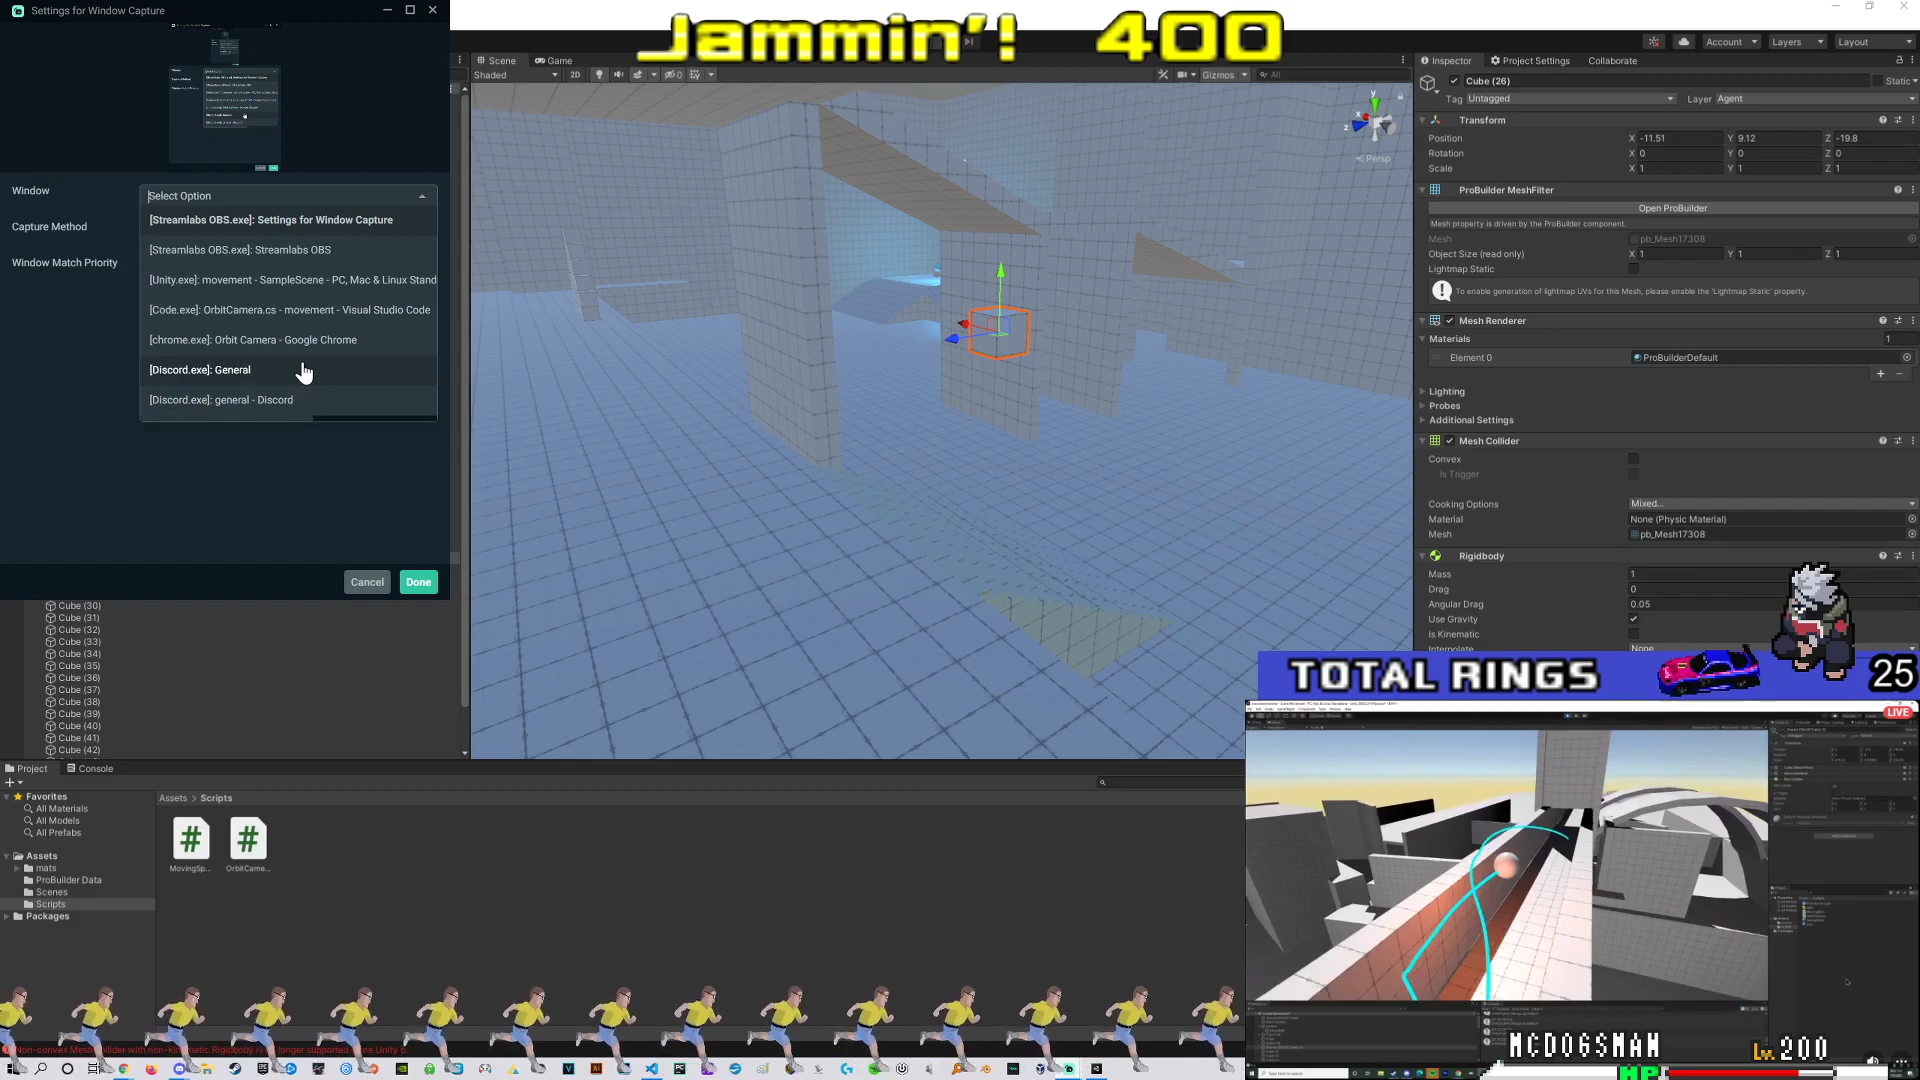 Settings for Window Capture
Jammin'! 400
Account
Layers
Layout
Scene
Game
Inspector
Project Settings
Collaborate
Shaded
2D
0
Gizmos
All
Cube (26)
Static
Tag Untagged
Layer Agent
Transform
Position X -11.51 Y 9.12 Z -19.8
Rotation X 0 Y 0 Z 0
Scale X 1 Y 1 Z 1
ProBuilder MeshFilter
Open ProBuilder
Mesh property is driven by the ProBuilder component.
Mesh pb_Mesh17308
Object Size (read only) X 1 Y 1 Z 1
Lightmap Static
To enable generation of lightmap UVs for this Mesh, please enable the 'Lightmap Static' property.
Mesh Renderer
Materials 1
Element 0 ProBuilderDefault
Lighting
Probes
Additional Settings
Mesh Collider
Convex
Is Trigger
Cooking Options Mixed...
Material None (Physic Material)
Mesh pb_Mesh17308
Rigidbody
Mass 1
Drag 0
Angular Drag 0.05
Use Gravity
Is Kinematic
Interpolate None
y
x
z
Persp
Window
Select Option
Capture Method
Window Match Priority
[Streamlabs OBS.exe]: Settings for Window Capture
[Streamlabs OBS.exe]: Streamlabs OBS
[Unity.exe]: movement - SampleScene - PC, Mac & Linux Stand
[Code.exe]: OrbitCamera.cs - movement - Visual Studio Code
[chrome.exe]: Orbit Camera - Google Chrome
[Discord.exe]: General
[Discord.exe]: general - Discord
Cancel
Done
Cube (30)
Cube (31)
Cube (32)
Cube (33)
Cube (34)
Cube (35)
Cube (36)
Cube (37)
Cube (38)
Cube (39)
Cube (40)
Cube (41)
Cube (42)
Project
Console
Favorites
All Materials
All Models
All Prefabs
Assets
mats
ProBuilder Data
Scenes
Scripts
Packages
Assets > Scripts
MovingSp...
OrbitCame...
TOTAL RINGS 25
LIVE
MCDOGSMAN
Lv.200
HP